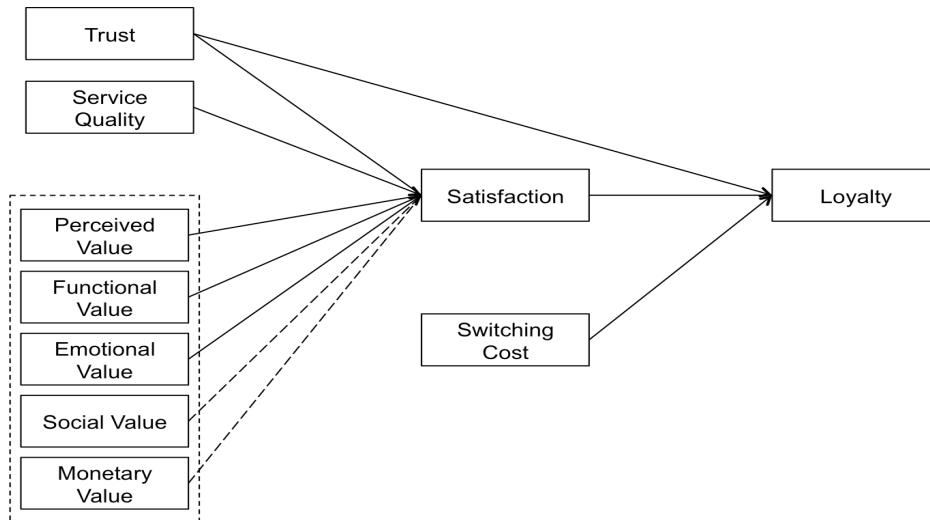 Trust
Service
Quality
Perceived
Value
Functional
Value
Emotional
Value
Social Value
Monetary
Value
Satisfaction
Switching
Cost
Loyalty